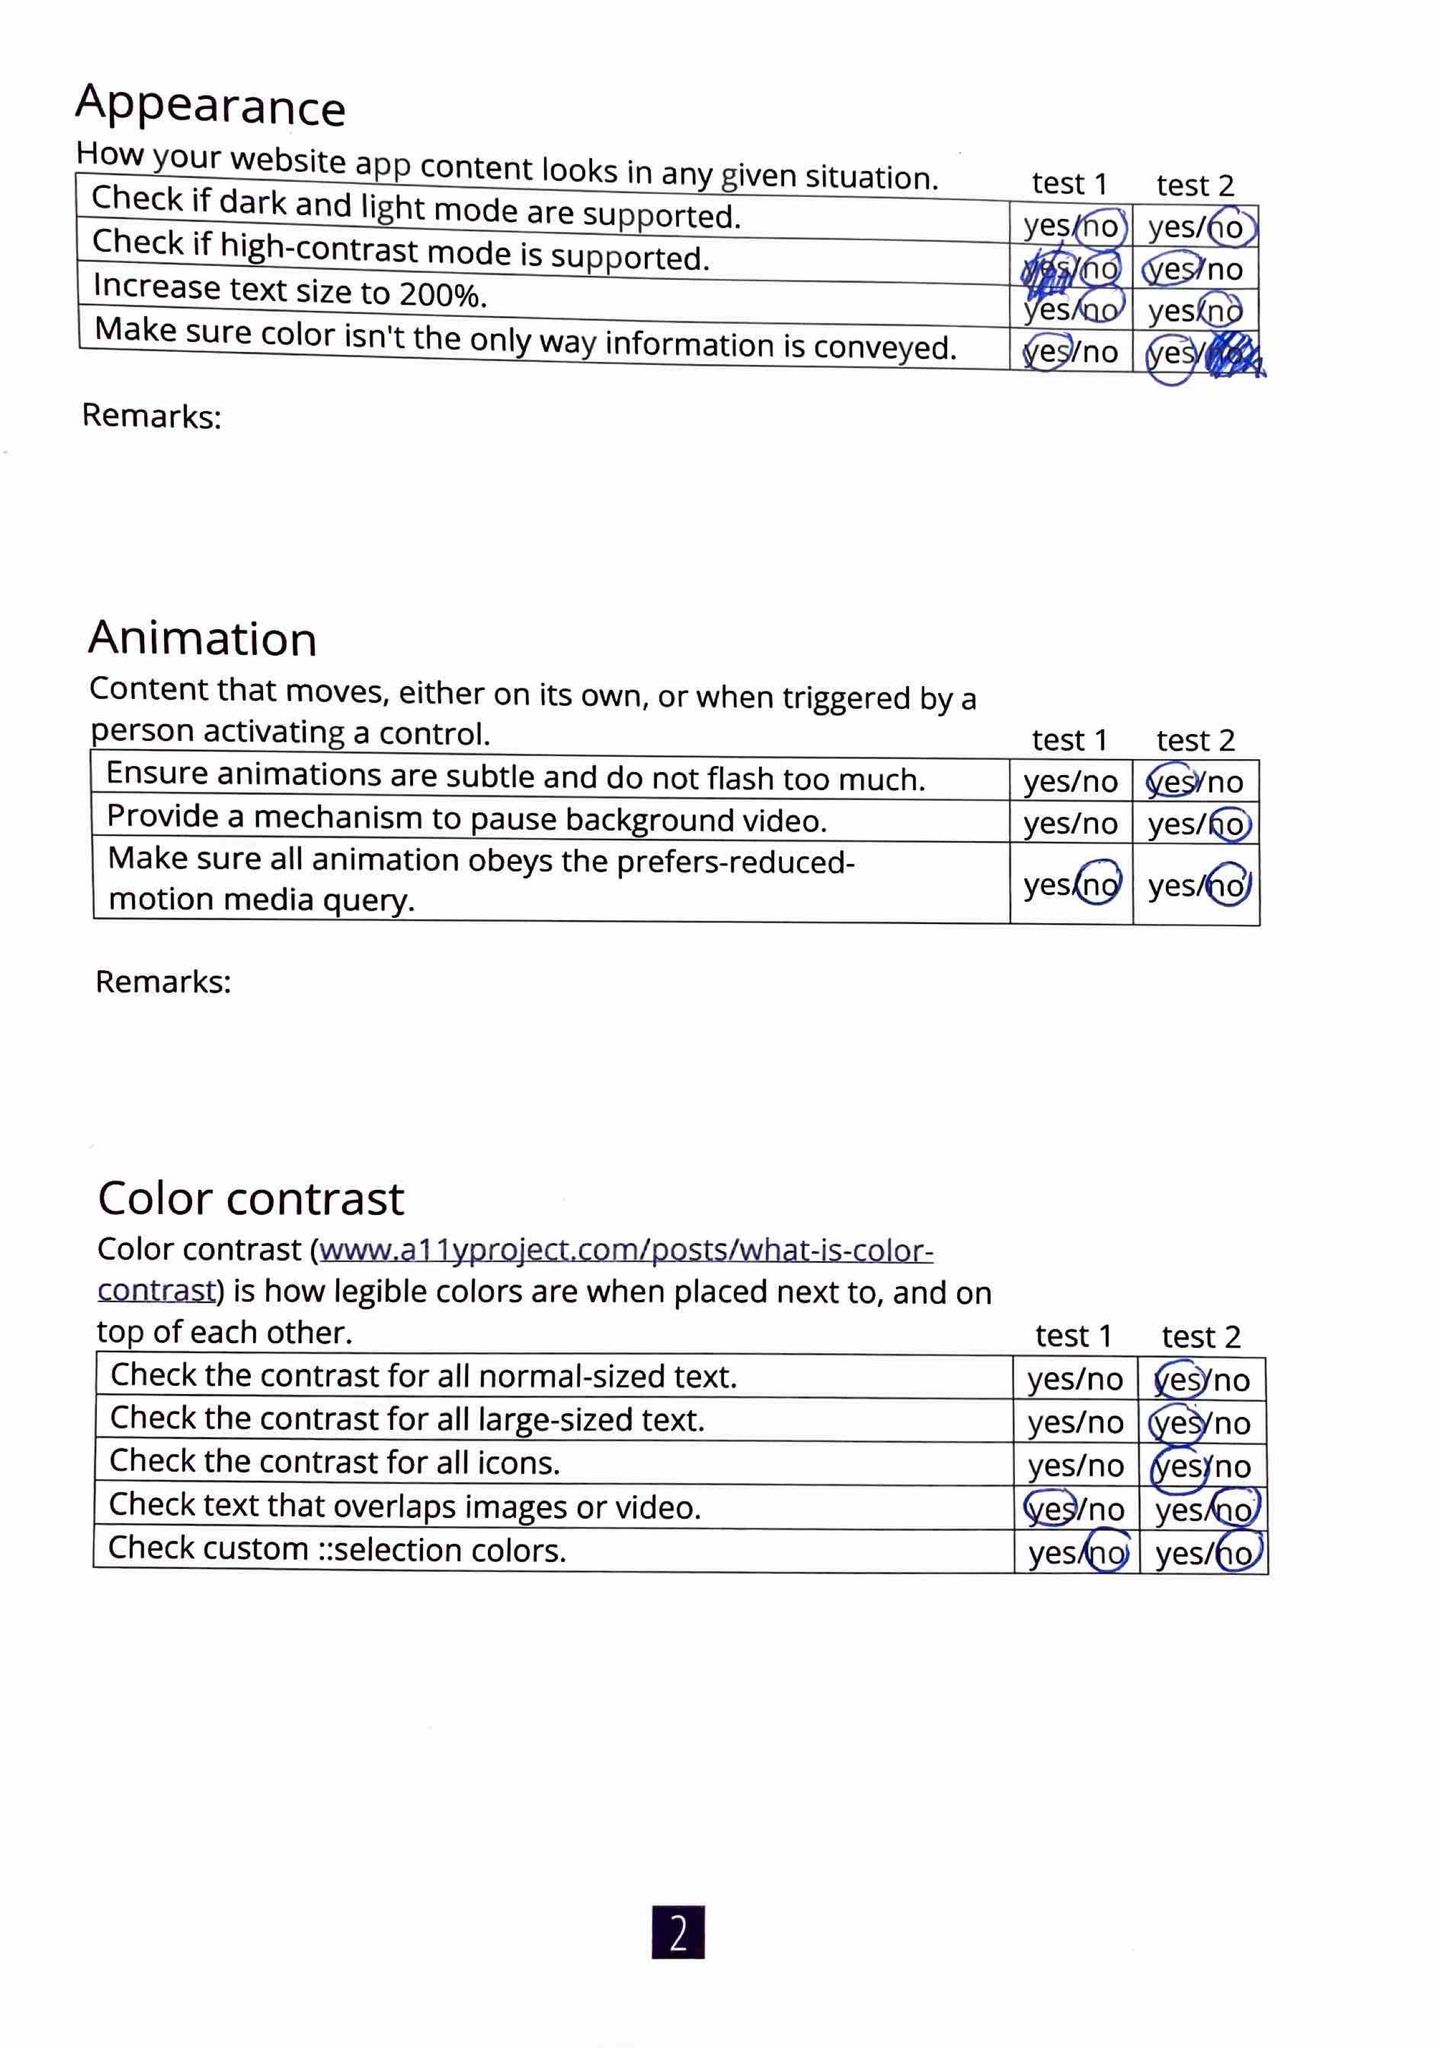 Appearance
How your website app content looks in any given situation. test 1 test 2
Check if dark and light mode are supported. yes/no yes/no
Check if high-contrast mode is supported. yes/no yes/no
Increase text size to 200%. yes/no yes/no
Make sure color isn't the only way information is conveyed. yes/no yes/no
Remarks:
Animation
Content that moves, either on its own, or when triggered by a
person activating a control. test 1 test 2
Ensure animations are subtle and do not flash too much. yes/no yes/no
Provide a mechanism to pause background video. yes/no yes/no
Make sure all animation obeys the prefers-reduced-
motion media query. yes/no yes/no
Remarks:
Color contrast
Color contrast (www.a11yproject.com/posts/what-is-color-
contrast) is how legible colors are when placed next to, and on
top of each other. test 1 test 2
Check the contrast for all normal-sized text. yes/no yes/no
Check the contrast for all large-sized text. yes/no yes/no
Check the contrast for all icons. yes/no yes/no
Check text that overlaps images or video. yes/no yes/no
Check custom ::selection colors. yes/no yes/no
2